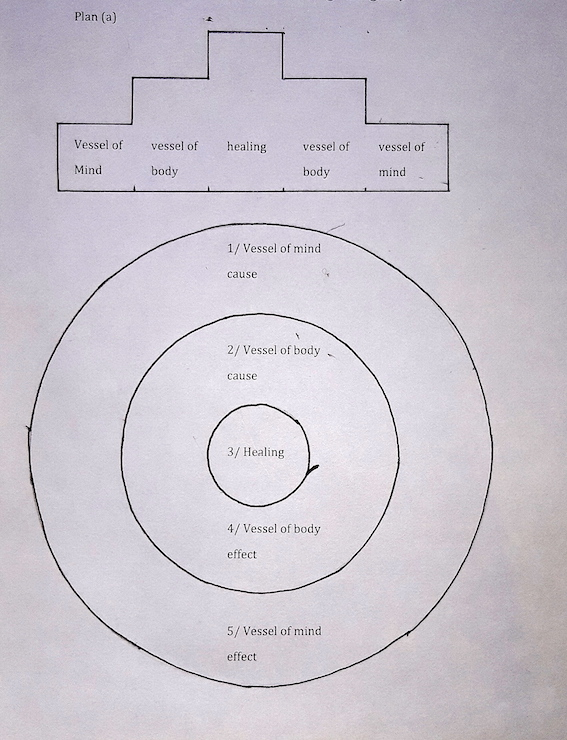 Plan (a)
Vessel of vessel of healing vessel of vessel of
Mind body body mind
1/ Vessel of mind
cause
2/ Vessel of body
cause
3/ Healing
4/ Vessel of body
effect
5/ Vessel of mind
effect